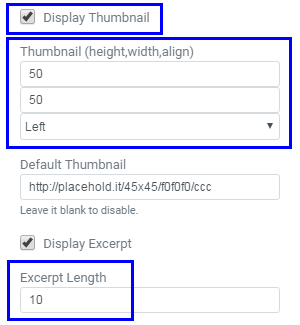 Display Thumbnail
Thumbnail (height,width,align)
50
50
Left
Default Thumbnail
http://placehold.it/45x45/f0f0f0/ccc
Leave it blank to disable.
Display Excerpt
Excerpt Length
10